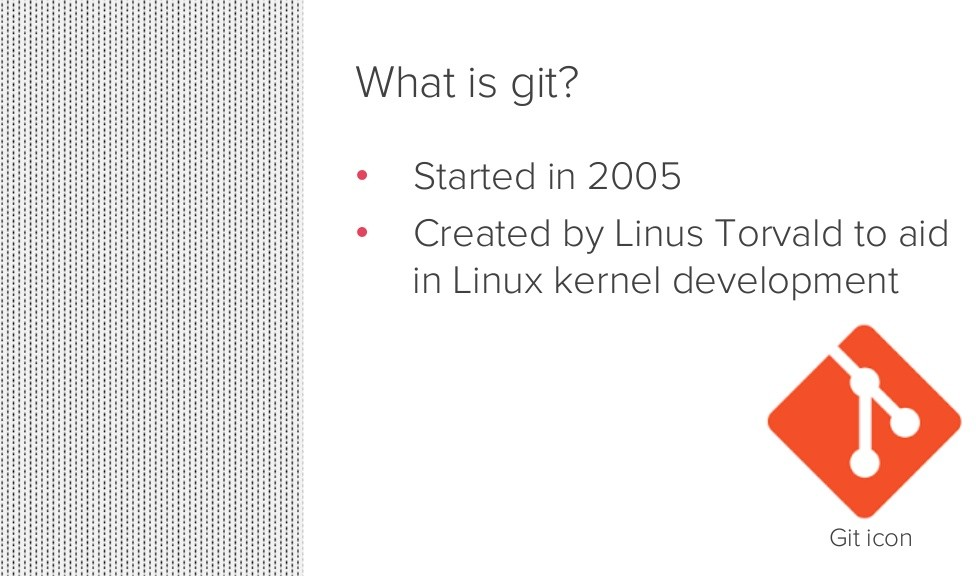 What is git?
• Started in 2005
• Created by Linus Torvald to aid
in Linux kernel development
Git icon